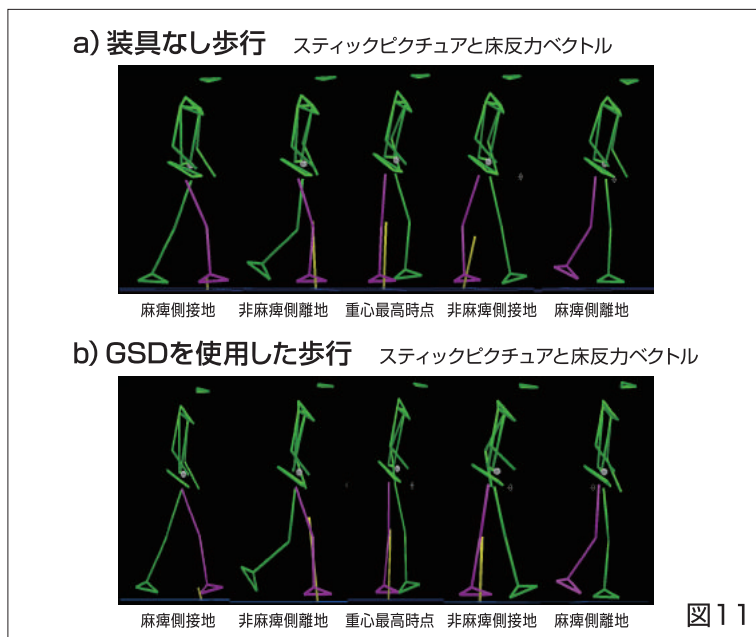 a) 装具なし歩行 スティックピクチュアと床反力ベクトル
麻痺側接地 非麻痺側離地 重心最高時点 非麻痺側接地 麻痺側離地
b) GSDを使用した歩行 スティックピクチュアと床反力ベクトル
麻痺側接地 非麻痺側離地 重心最高時点 非麻痺側接地 麻痺側離地
図11